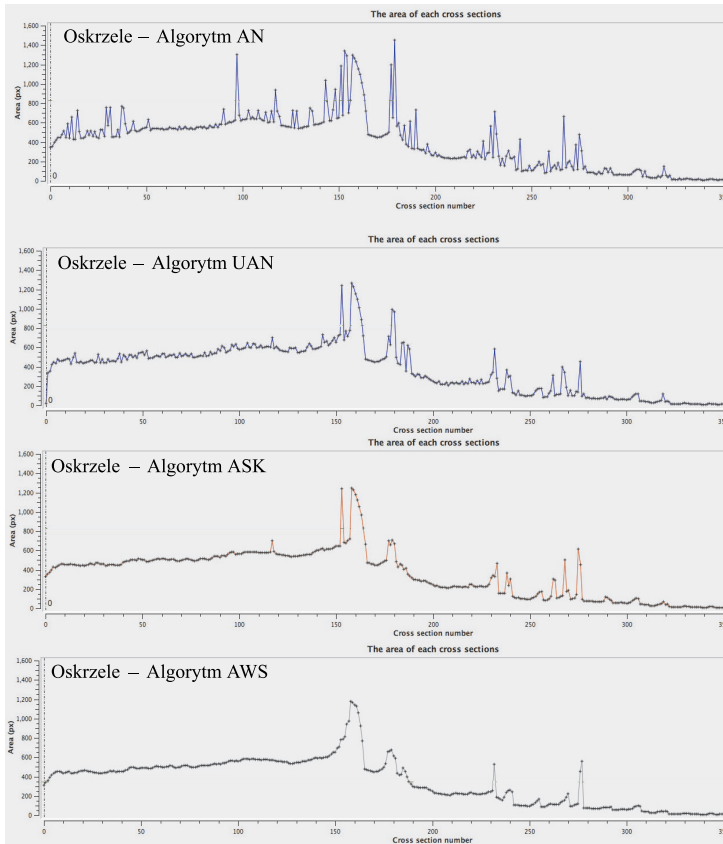 The area of each cross sections
Oskrzele – Algorytm AN
Area (px)
1,600
1,400
1,200
1,000
800
600
400
200
0
0
0 50 100 150 200 250 300 35
Cross section number
The area of each cross sections
Oskrzele – Algorytm UAN
Area (px)
1,600
1,400
1,200
1,000
800
600
400
200
0
0
0 50 100 150 200 250 300 35
Cross section number
The area of each cross sections
Oskrzele – Algorytm ASK
Area (px)
1,600
1,400
1,200
1,000
800
600
400
200
0
0
0 50 100 150 200 250 300 35
Cross section number
The area of each cross sections
Oskrzele – Algorytm AWS
Area (px)
1,600
1,400
1,200
1,000
800
600
400
200
0
0 50 100 150 200 250 300 35
Cross section number